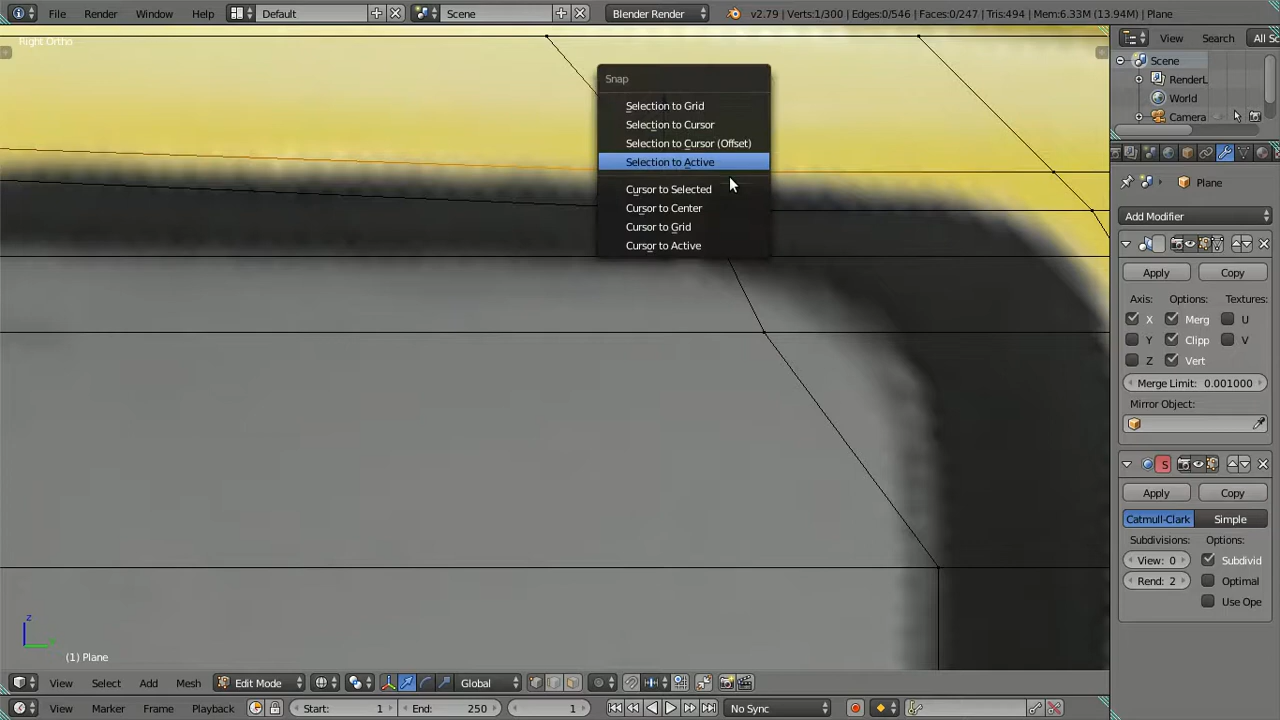 File Render Window Help Default Scene Blender Render v2.79 | Verts:1/300 | Edges:0/546 | Faces:0/247 | Tris:494 | Mem:6.33M (13.94M) | Plane
Right Ortho
View Search All Sc
Scene
RenderL
World
Camera
Snap
Selection to Grid
Selection to Cursor
Selection to Cursor (Offset)
Selection to Active
Cursor to Selected
Cursor to Center
Cursor to Grid
Cursor to Active
Plane
Add Modifier
Apply Copy
Axis: Options: Textures:
X Merg U
Y Clipp V
Z Vert
Merge Limit: 0.001000
Mirror Object:
S
Apply Copy
Catmull-Clark Simple
Subdivisions: Options:
View: 0 Subdivid
Rend: 2 Optimal
Use Ope
z
(1) Plane
View Select Add Mesh Edit Mode Global
View Marker Frame Playback Start: 1 End: 250 1 No Sync